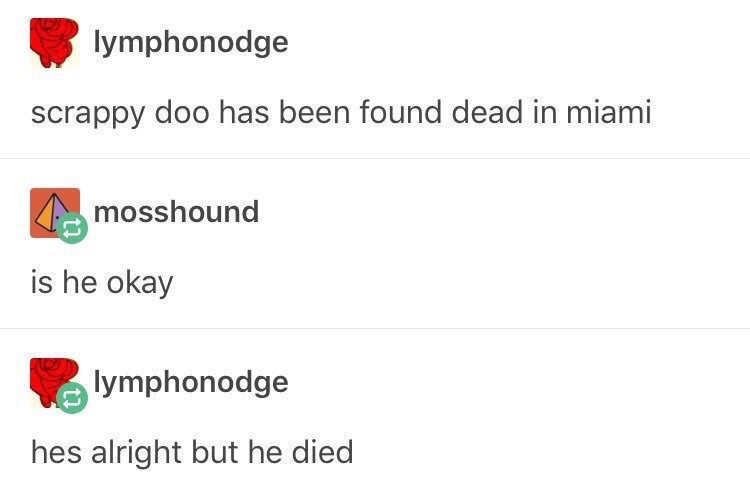 lymphonodge
scrappy doo has been found dead in miami
mosshound
is he okay
lymphonodge
hes alright but he died